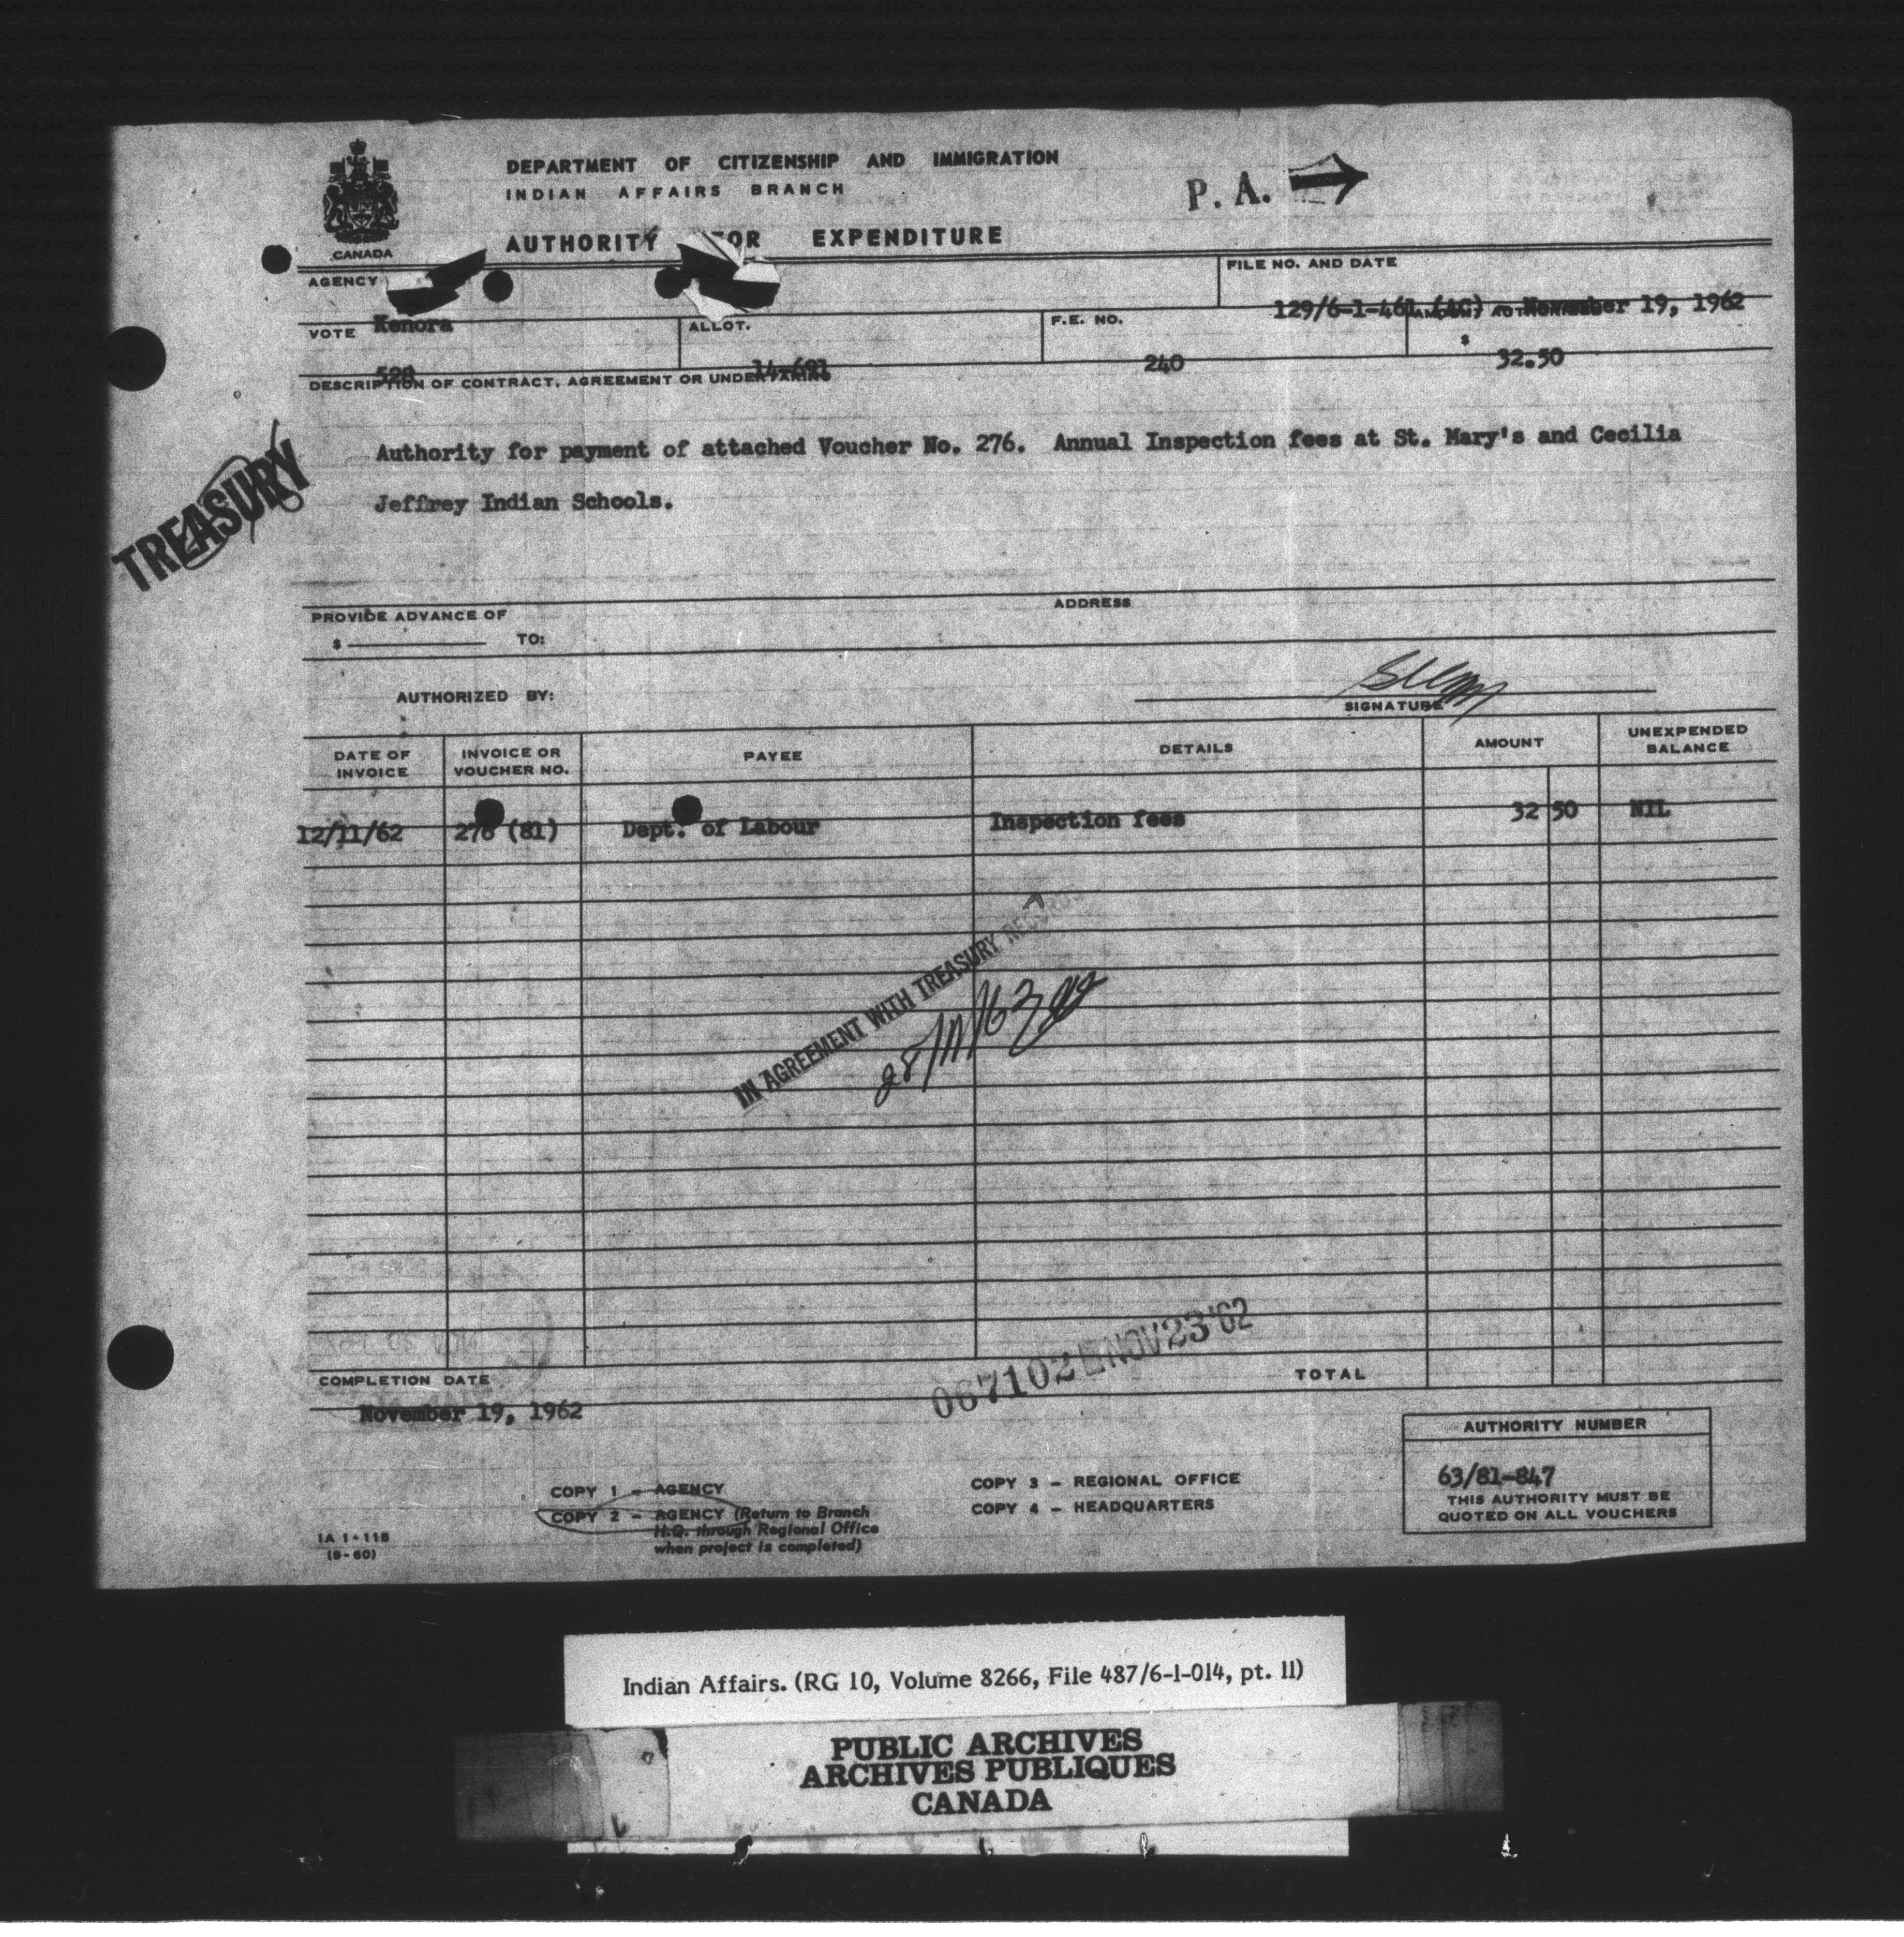 DEPARTMENT OF CITIZENSHIP AND IMMIGRATION
INDIAN AFFAIRS BRANCH
P. A.
AUTHORITY FOR EXPENDITURE
CANADA
AGENCY
FILE NO. AND DATE
Kenora
129/6-1-461 (AC) - November 19, 1962
VOTE
ALLOT.
F.E. NO.
AMOUNT AUTHORIZED
$
14-691
240
32.50
DESCRIPTION OF CONTRACT, AGREEMENT OR UNDERTAKING
TREASURY
Authority for payment of attached Voucher No. 276. Annual Inspection fees at St. Mary's and Cecilia
Jeffrey Indian Schools.
PROVIDE ADVANCE OF
ADDRESS
$ TO:
AUTHORIZED BY:
SIGNATURE
DATE OF INVOICE
INVOICE OR VOUCHER NO.
PAYEE
DETAILS
AMOUNT
UNEXPENDED BALANCE
12/11/62 276 (81) Dept. of Labour Inspection fees 32 50 NIL
IN AGREEMENT WITH TREASURY RECORDS
067102 NOV 23 '62
COMPLETION DATE
TOTAL
November 19, 1962
AUTHORITY NUMBER
63/81-847
THIS AUTHORITY MUST BE
QUOTED ON ALL VOUCHERS
COPY 1 - AGENCY
COPY 2 - AGENCY (Return to Branch
H.Q. through Regional Office
when project is completed)
COPY 3 - REGIONAL OFFICE
COPY 4 - HEADQUARTERS
IA 1-118
(9-60)
Indian Affairs. (RG 10, Volume 8266, File 487/6-1-014, pt. 11)
PUBLIC ARCHIVES
ARCHIVES PUBLIQUES
CANADA